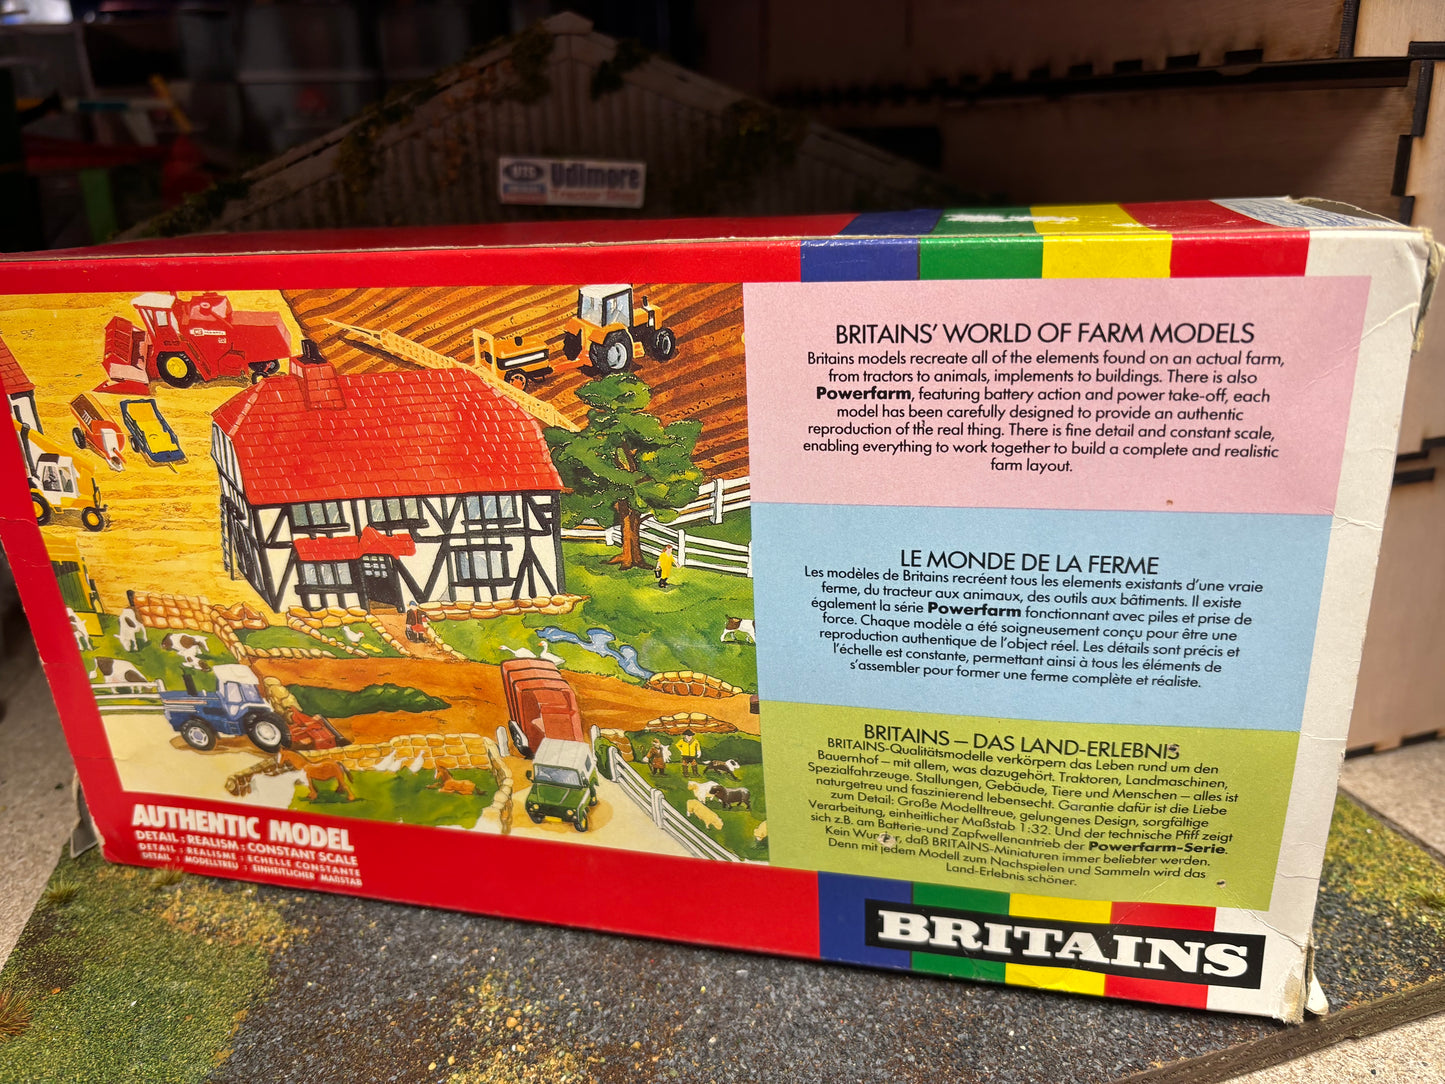 UTS Udimore
BRITAINS' WORLD OF FARM MODELS
Britains models recreate all of the elements found on an actual farm,
from tractors to animals, implements to buildings. There is also
Powerfarm, featuring battery action and power take-off, each
model has been carefully designed to provide an authentic
reproduction of the real thing. There is fine detail and constant scale,
enabling everything to work together to build a complete and realistic
farm layout.
LE MONDE DE LA FERME
Les modèles de Britains recréent tous les elements existants d'une vraie
ferme, du tracteur aux animaux, des outils aux bâtiments. Il existe
également la série Powerfarm fonctionnant avec piles et prise de
force. Chaque modèle a été soigneusement conçu pour être une
reproduction authentique de l'object réel. Les détails sont précis et
l'échelle est constante, permettant ainsi à tous les éléments de
s'assembler pour former une ferme complète et réaliste.
BRITAINS – DAS LAND-ERLEBNIS
BRITAINS-Qualitätsmodelle verkörpern das Leben rund um den
Bauernhof – mit allem, was dazugehört. Traktoren, Landmaschinen,
Spezialfahrzeuge. Stallungen, Gebäude, Tiere und Menschen – alles ist
naturgetreu und faszinierend lebensecht. Garantie dafür ist die Liebe
zum Detail: Große Modelltreue, gelungenes Design, sorgfältige
Verarbeitung, einheitlicher Maßstab 1:32. Und der technische Pfiff zeigt
sich z.B. am Batterie-und Zapfwellenantrieb der Powerfarm-Serie.
Kein Wunder, daß BRITAINS-Miniaturen immer beliebter werden.
Denn mit jedem Modell zum Nachspielen und Sammeln wird das
Land-Erlebnis schöner.
AUTHENTIC MODEL
DETAIL : REALISM : CONSTANT SCALE
DETAIL : REALISME : ECHELLE CONSTANTE
DETAIL : MODELLTREU : EINHEITLICHER MAßSTAB
BRITAINS